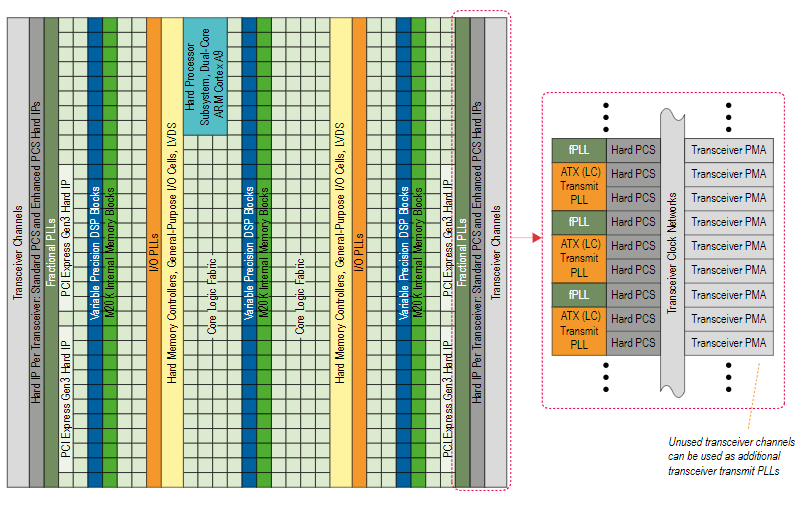 Transceiver Channels
Hard IP Per Transceiver: Standard PCS and Enhanced PCS Hard IPs
Fractional PLLs
PCI Express Gen3 Hard IP
PCI Express Gen3 Hard IP
Variable Precision DSP Blocks
M20K Internal Memory Blocks
I/O PLLs
Hard Memory Controllers, General-Purpose I/O Cells, LVDS
Hard Processor
Subsystem, Dual-Core
ARM Cortex A9
Core Logic Fabric
Variable Precision DSP Blocks
M20K Internal Memory Blocks
Core Logic Fabric
Hard Memory Controllers, General-Purpose I/O Cells, LVDS
I/O PLLs
Variable Precision DSP Blocks
M20K Internal Memory Blocks
PCI Express Gen3 Hard IP
PCI Express Gen3 Hard IP
Fractional PLLs
Hard IP Per Transceiver: Standard PCS and Enhanced PCS Hard IPs
Transceiver Channels
fPLL
ATX (LC)
Transmit
PLL
fPLL
ATX (LC)
Transmit
PLL
fPLL
ATX (LC)
Transmit
PLL
Hard PCS
Hard PCS
Hard PCS
Hard PCS
Hard PCS
Hard PCS
Hard PCS
Hard PCS
Hard PCS
Transceiver Clock Networks
Transceiver PMA
Transceiver PMA
Transceiver PMA
Transceiver PMA
Transceiver PMA
Transceiver PMA
Transceiver PMA
Transceiver PMA
Transceiver PMA
Unused transceiver channels
can be used as additional
transceiver transmit PLLs